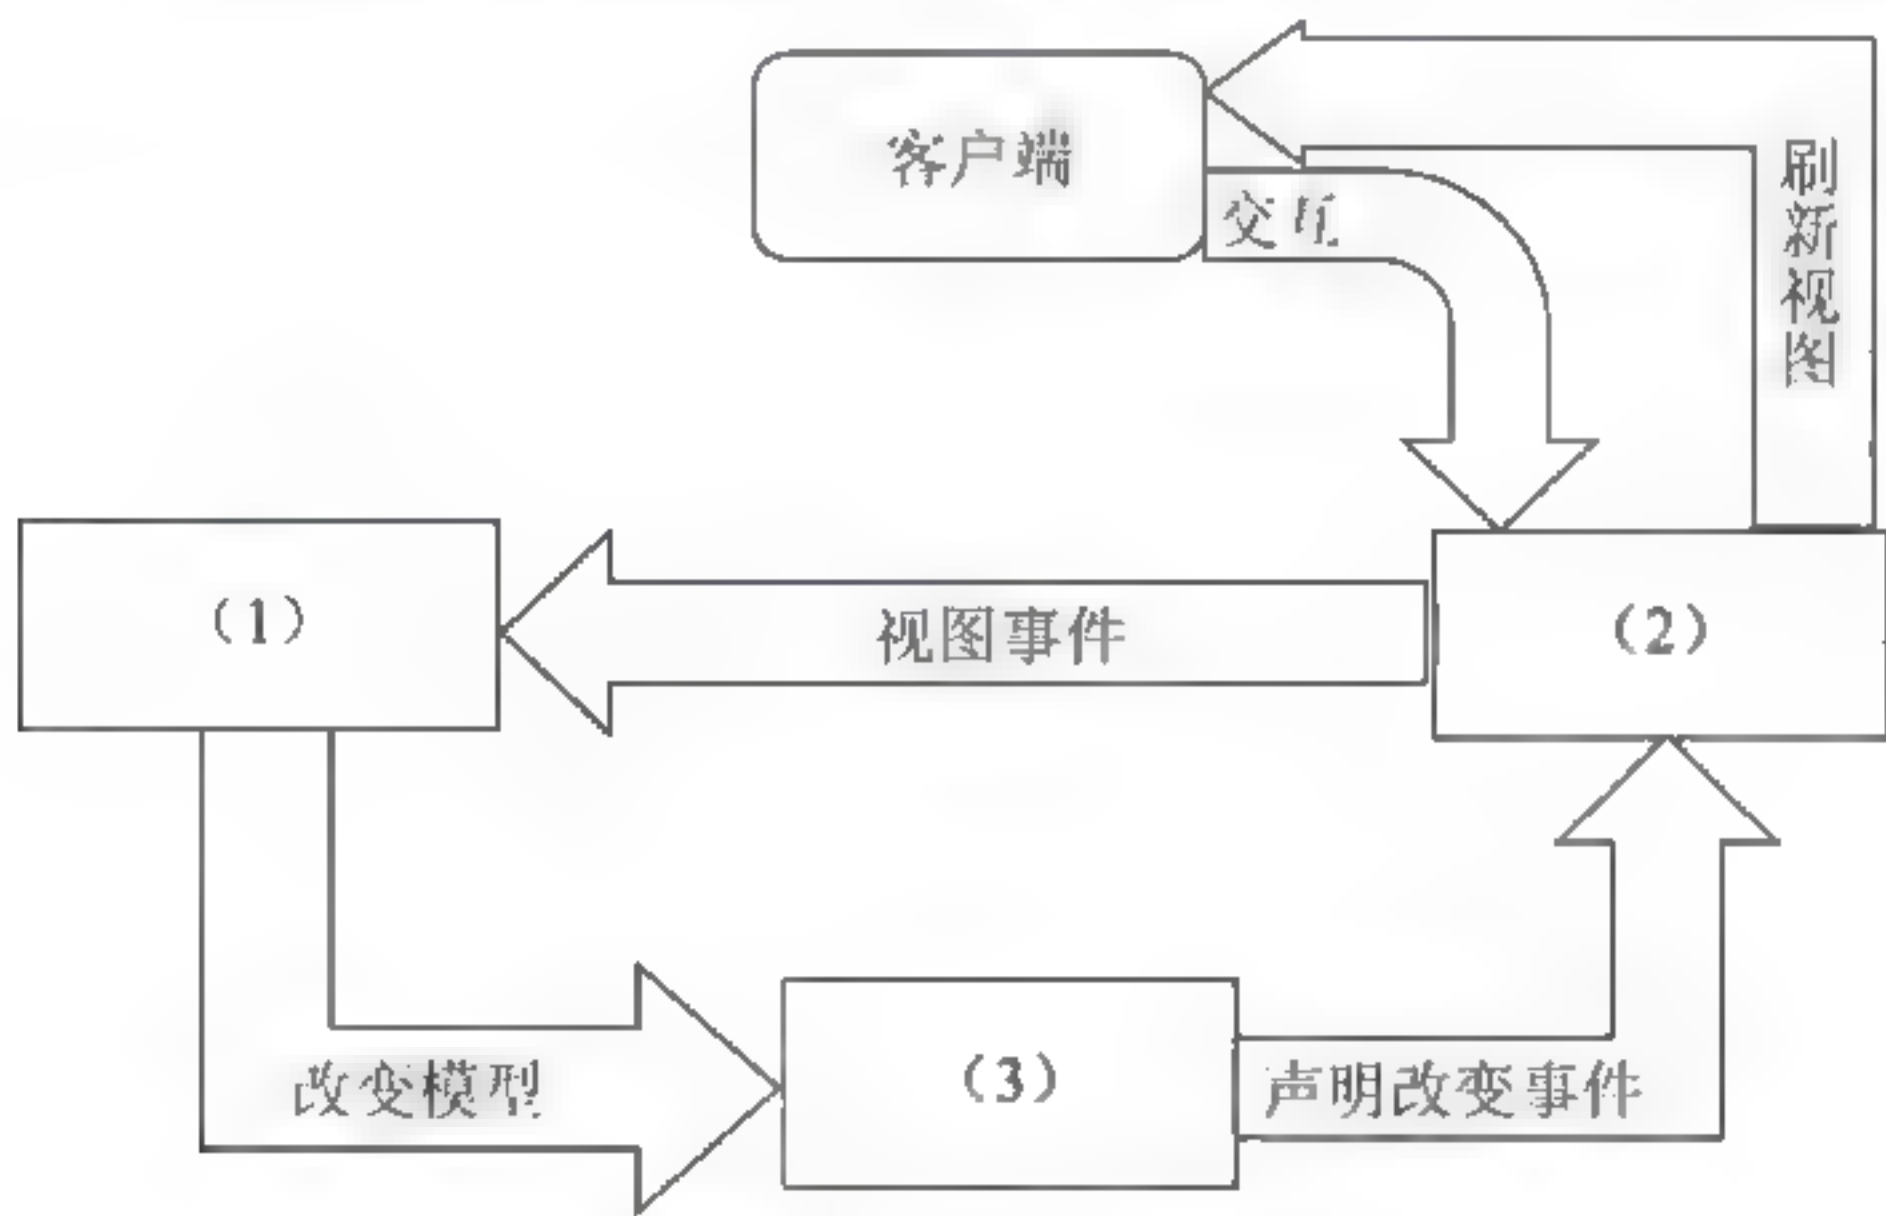 客户端
交互
刷新视图
（1）
视图事件
（2）
改变模型
（3）
声明改变事件